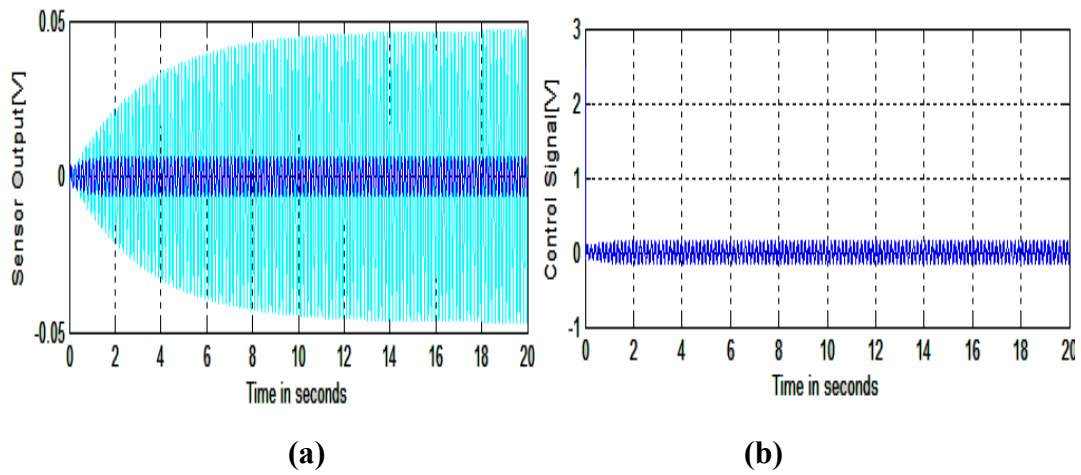 0.05
0
-0.05
Sensor Output[V]
0 2 4 6 8 10 12 14 16 18 20
Time in seconds
(a)
3
2
1
0
-1
Control Signal[V]
0 2 4 6 8 10 12 14 16 18 20
Time in seconds
(b)